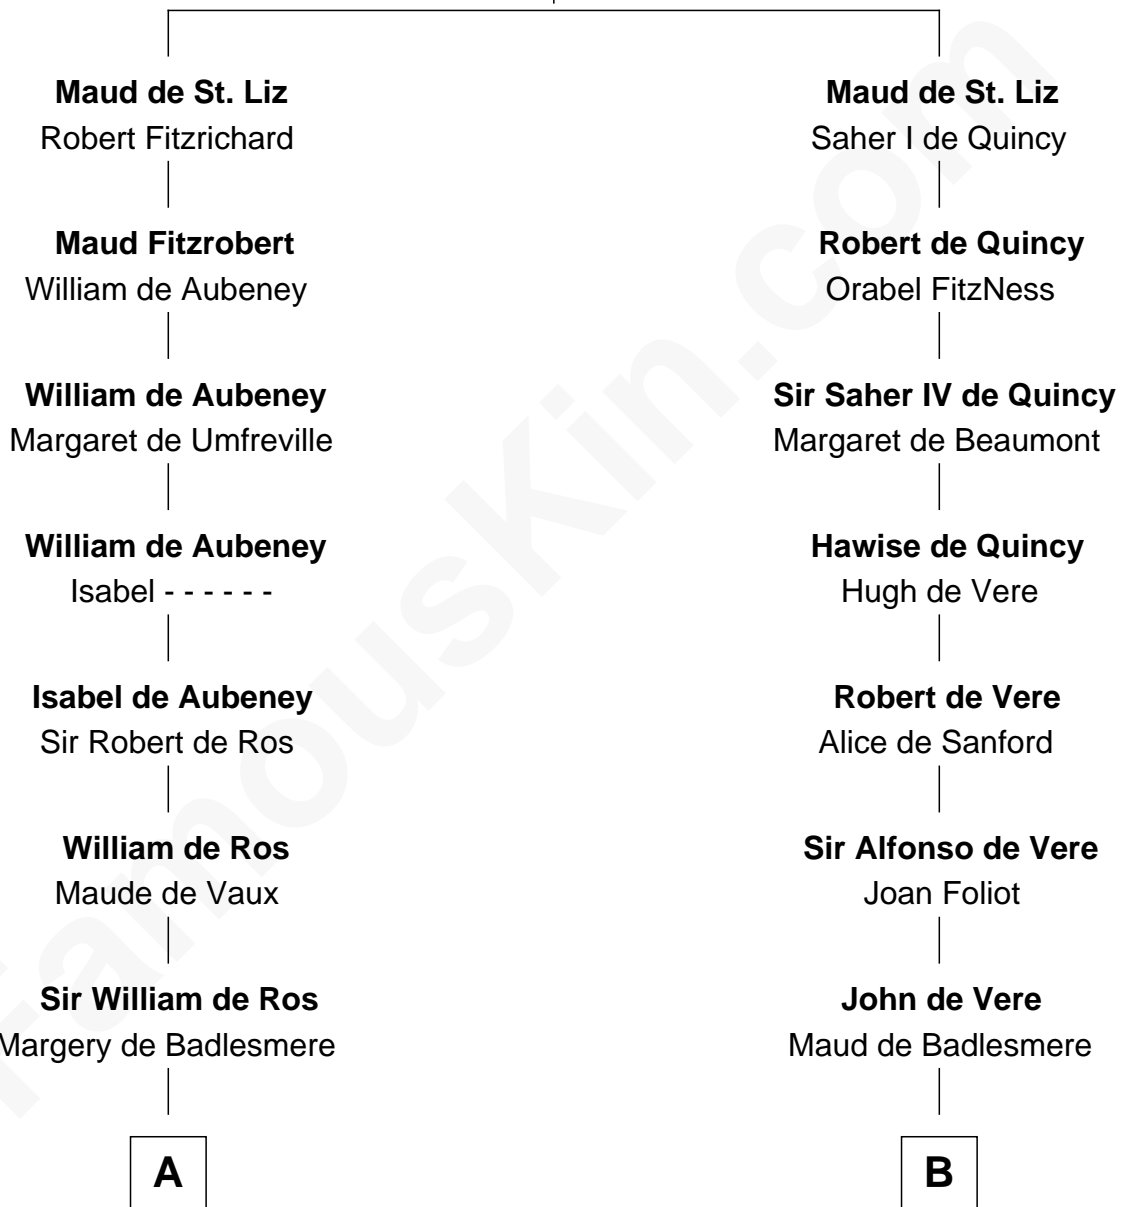 Maud de St. Liz
Robert Fitzrichard
Maud Fitzrobert
William de Aubeney
William de Aubeney
Margaret de Umfreville
William de Aubeney
Isabel - - - - - -
Isabel de Aubeney
Sir Robert de Ros
William de Ros
Maude de Vaux
Sir William de Ros
Margery de Badlesmere
A
Maud de St. Liz
Saher I de Quincy
Robert de Quincy
Orabel FitzNess
Sir Saher IV de Quincy
Margaret de Beaumont
Hawise de Quincy
Hugh de Vere
Robert de Vere
Alice de Sanford
Sir Alfonso de Vere
Joan Foliot
John de Vere
Maud de Badlesmere
B
FamousKin.com